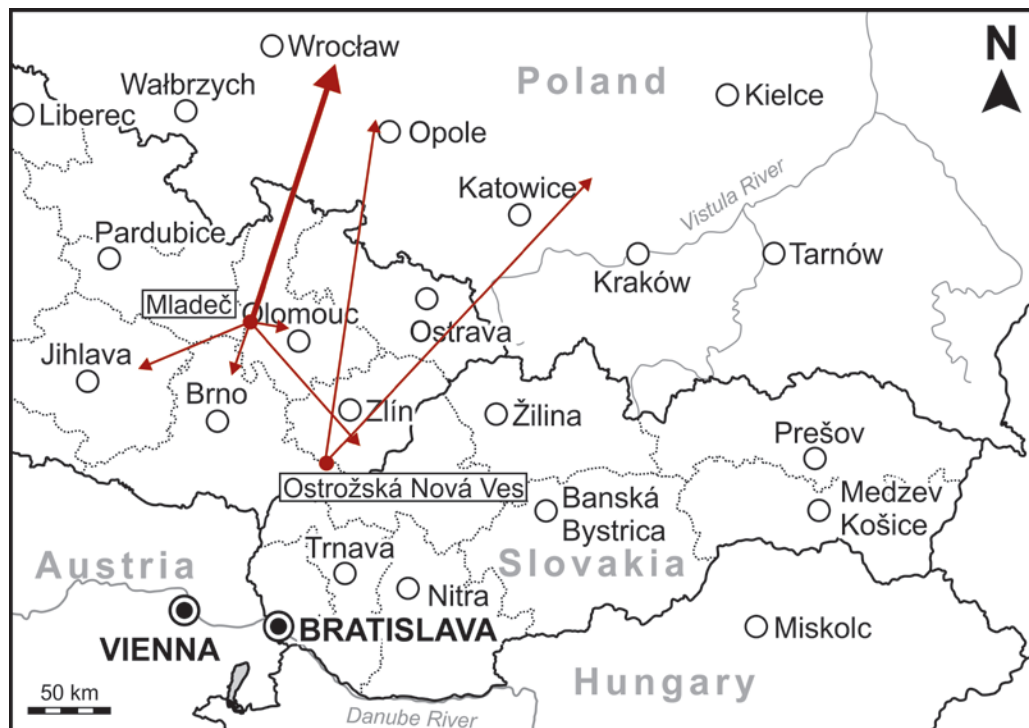 Wrocław
N
Poland
Wałbrzych
Kielce
Liberec
Opole
Katowice
Vistula River
Pardubice
Kraków
Tarnów
Mladeč
Olomouc
Ostrava
Jihlava
Brno
Zlín
Žilina
Prešov
Ostrožská Nová Ves
Banská
Bystrica
Medzev
Košice
Trnava
Austria
Slovakia
Nitra
VIENNA
BRATISLAVA
Miskolc
Hungary
50 km
Danube River